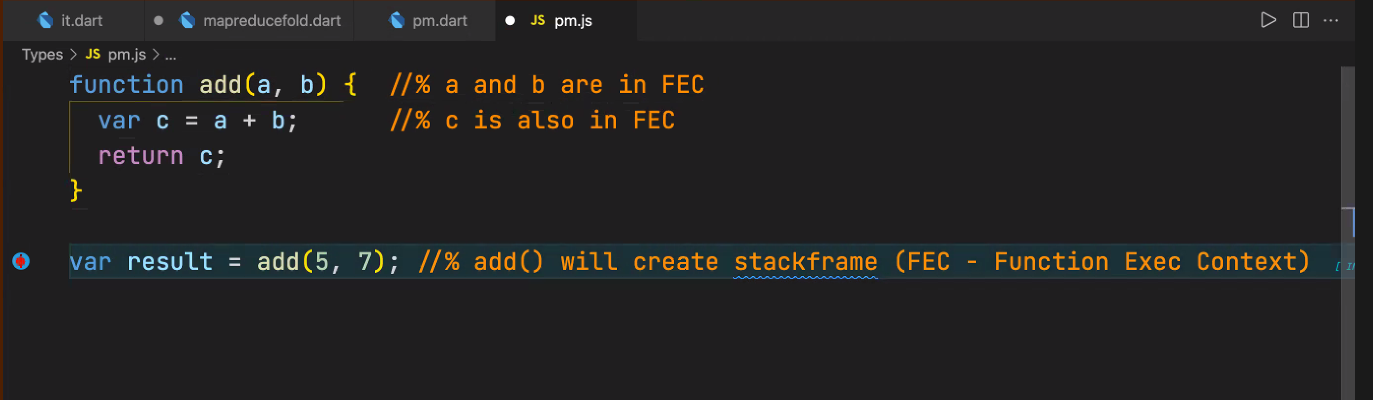 it.dart mapreducefold.dart pm.dart JS pm.js
Types > JS pm.js > ...
function add(a, b) { //% a and b are in FEC
var c = a + b; //% c is also in FEC
return c;
}
var result = add(5, 7); //% add() will create stackframe (FEC - Function Exec Context)